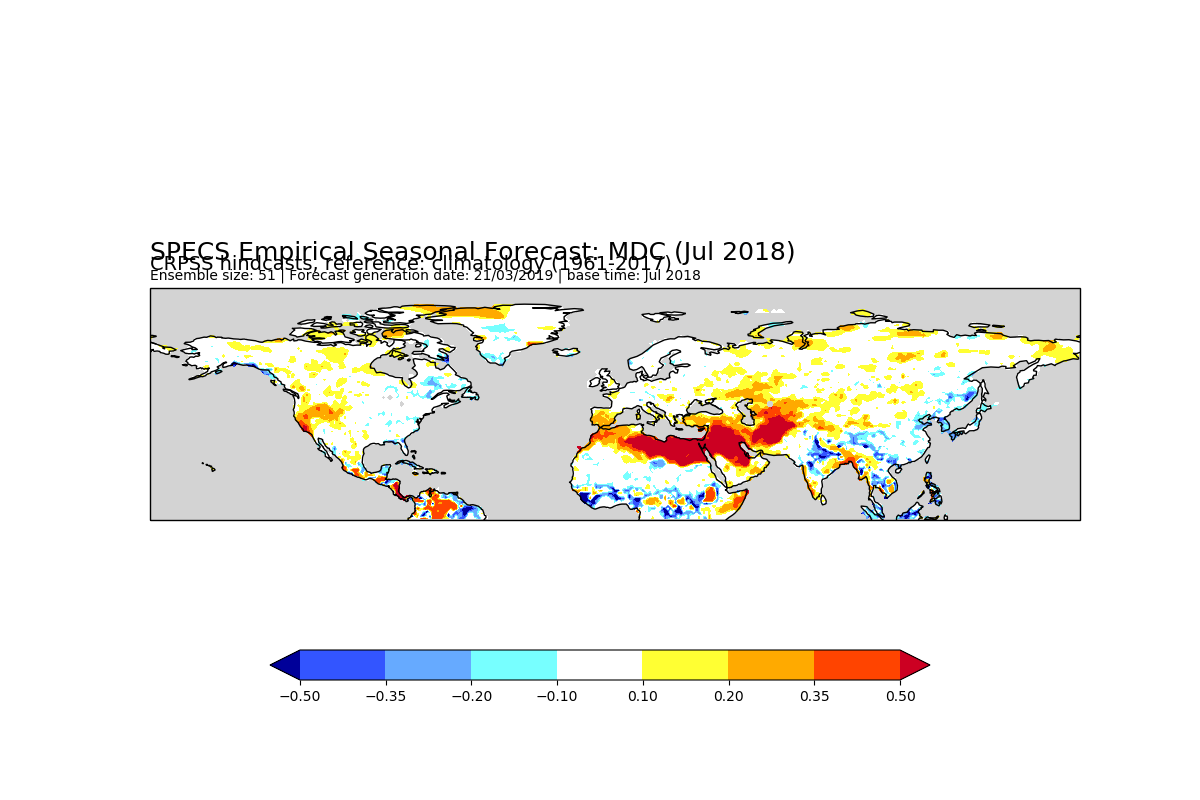 SPECS Empirical Seasonal Forecast: MDC (Jul 2018)
CRPSS hindcasts, reference: climatology (1961-2017)
Ensemble size: 51 | Forecast generation date: 21/03/2019 | base time: Jul 2018
−0.50 −0.35 −0.20 −0.10 0.10 0.20 0.35 0.50